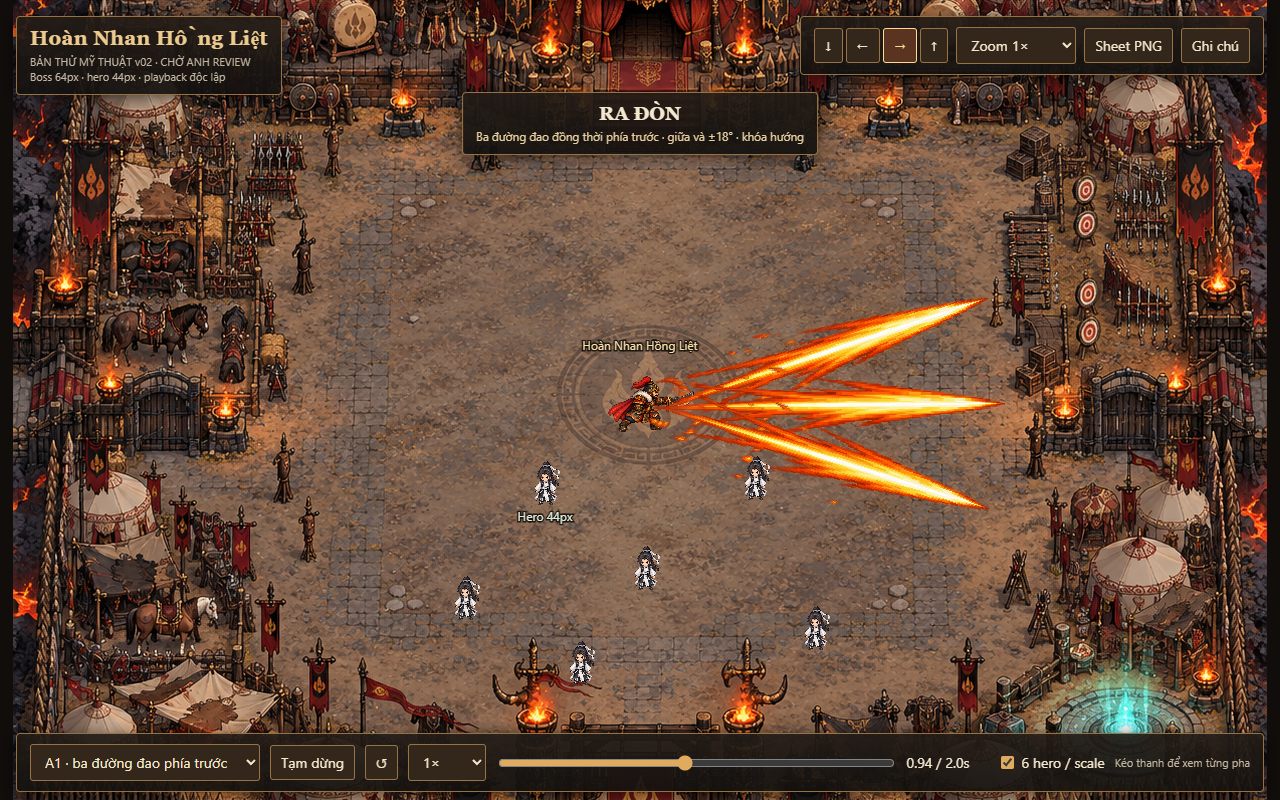 Hoàn Nhan Hồng Liệt
BẢN THỬ MỸ THUẬT v02 · CHỜ ANH REVIEW
Boss 64px · hero 44px · playback độc lập
↓ ← → ↑ Zoom 1× Sheet PNG Ghi chú
RA ĐÒN
Ba đường đao đồng thời phía trước · giữa và ±18° · khóa hướng
Hoàn Nhan Hồng Liệt
Hero 44px
A1 · ba đường đao phía trước Tạm dừng ↺ 1× 0.94 / 2.0s 6 hero / scale Kéo thanh để xem từng pha